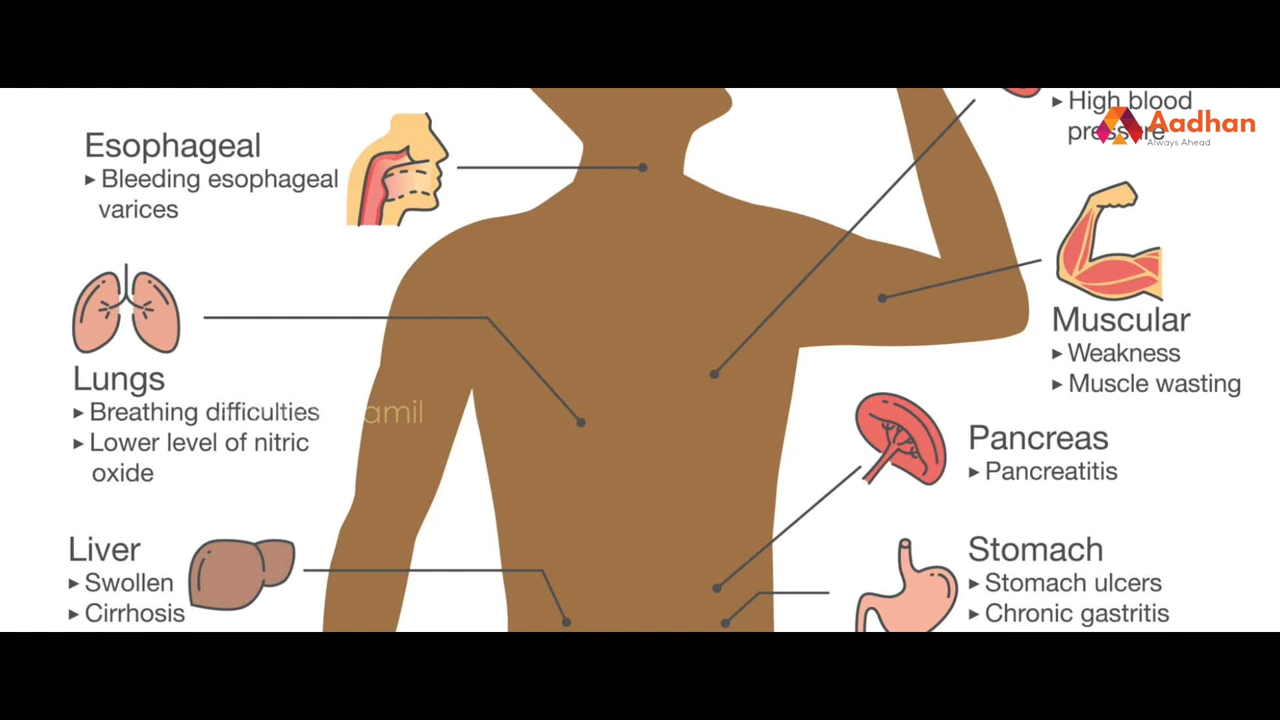 Esophageal
▸ Bleeding esophageal
varices
Lungs
▸ Breathing difficulties
▸ Lower level of nitric
oxide
Liver
▸ Swollen
▸ Cirrhosis
▸ High blood
pressure
Aadhan
Always Ahead
Muscular
▸ Weakness
▸ Muscle wasting
Pancreas
▸ Pancreatitis
Stomach
▸ Stomach ulcers
▸ Chronic gastritis
amil